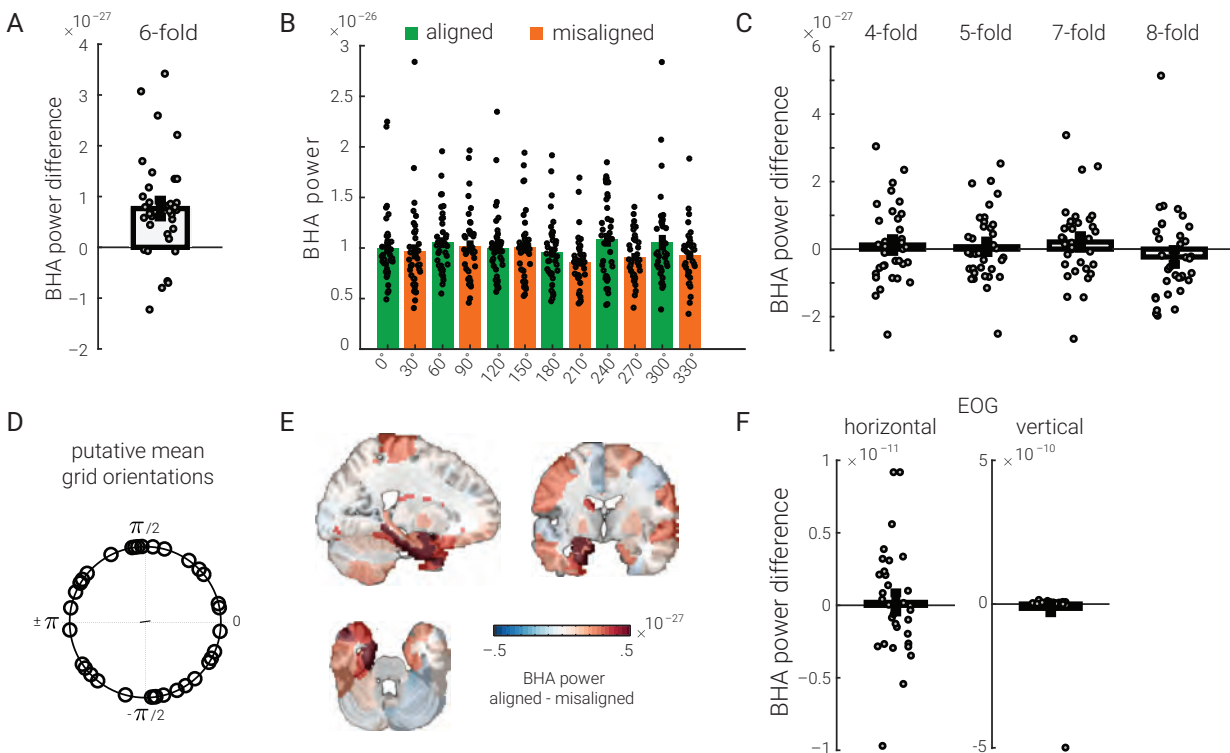 A
6-fold
×10⁻²⁷
BHA power difference
4
3
2
1
0
−1
−2
B
×10⁻²⁶
aligned
misaligned
BHA power
3
2.5
2
1.5
1
0.5
0
0°
30°
60°
90°
120°
150°
180°
210°
240°
270°
300°
330°
C
×10⁻²⁷
4-fold 5-fold 7-fold 8-fold
BHA power difference
6
4
2
0
−2
D
putative mean
grid orientations
π/2
±π
0
-π/2
E
×10⁻²⁷
−.5
.5
BHA power
aligned - misaligned
F
EOG
horizontal
vertical
×10⁻¹¹
BHA power difference
1
0.5
0
−0.5
−1
×10⁻¹⁰
5
0
-5